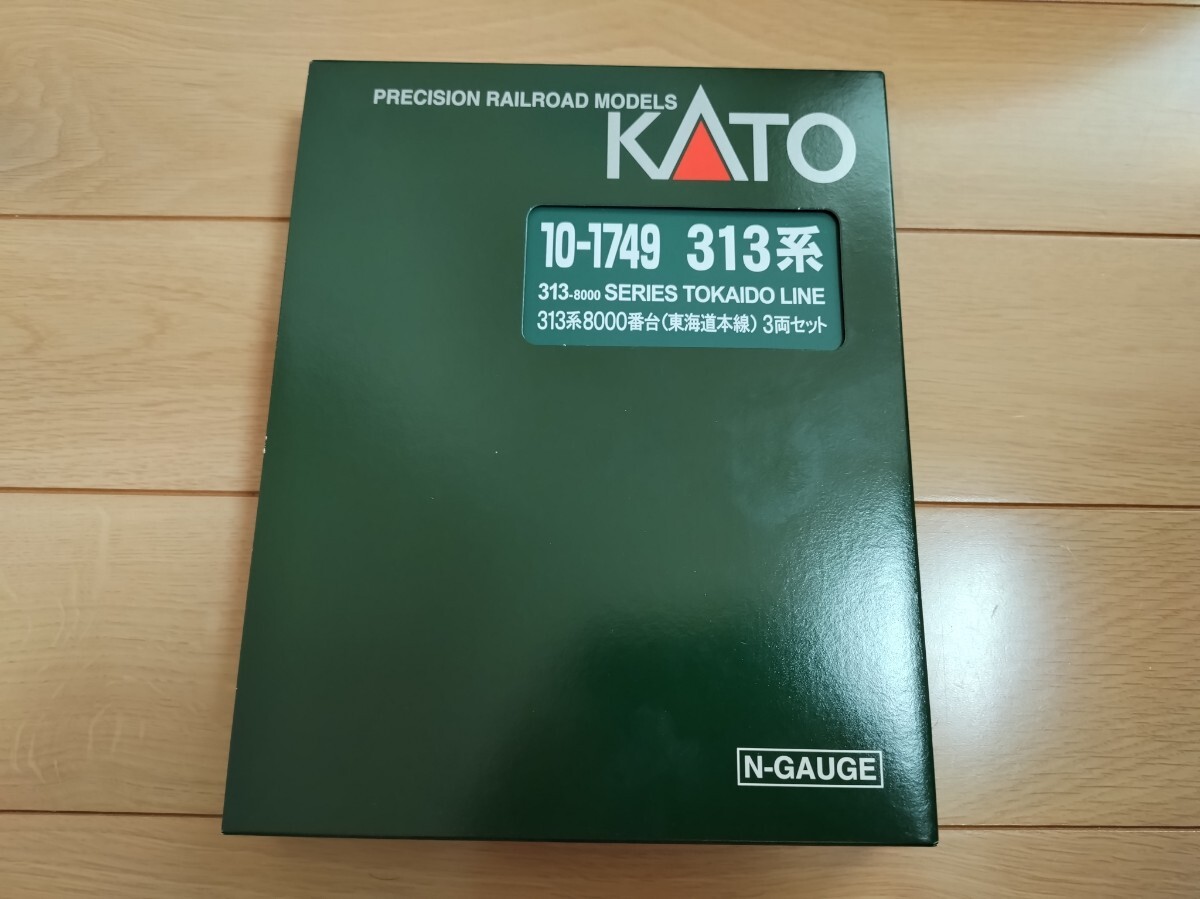 PRECISION RAILROAD MODELS
KATO
10-1749 313系
313-8000 SERIES TOKAIDO LINE
313系8000番台(東海道本線)3両セット
N-GAUGE